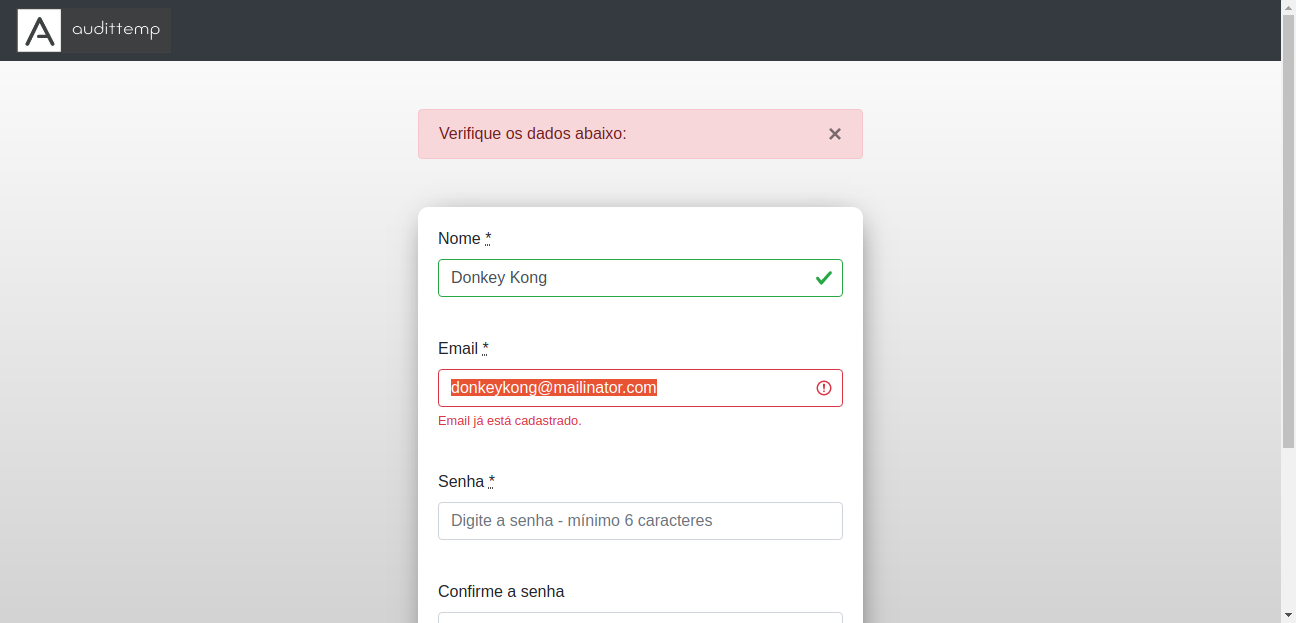 audittemp
Verifique os dados abaixo:
×
Nome *
Donkey Kong
Email *
donkeykong@mailinator.com
Email já está cadastrado.
Senha *
Digite a senha - mínimo 6 caracteres
Confirme a senha